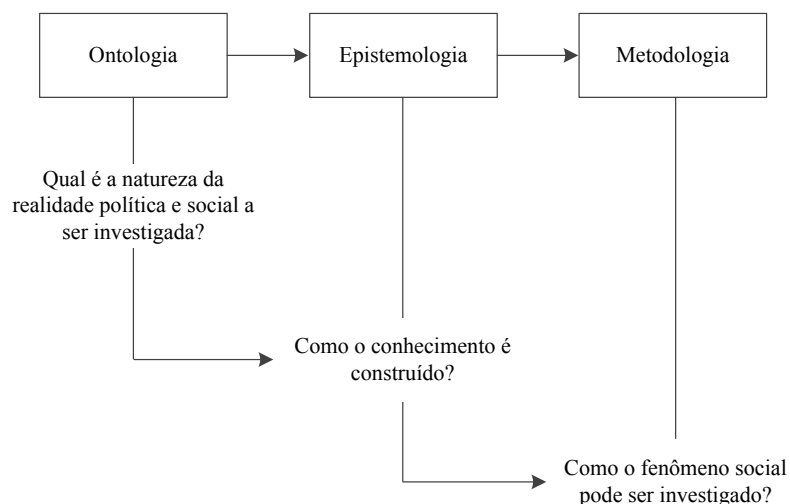 Ontologia
Epistemologia
Metodologia
Qual é a natureza da
realidade política e social a
ser investigada?
Como o conhecimento é
construído?
Como o fenômeno social
pode ser investigado?